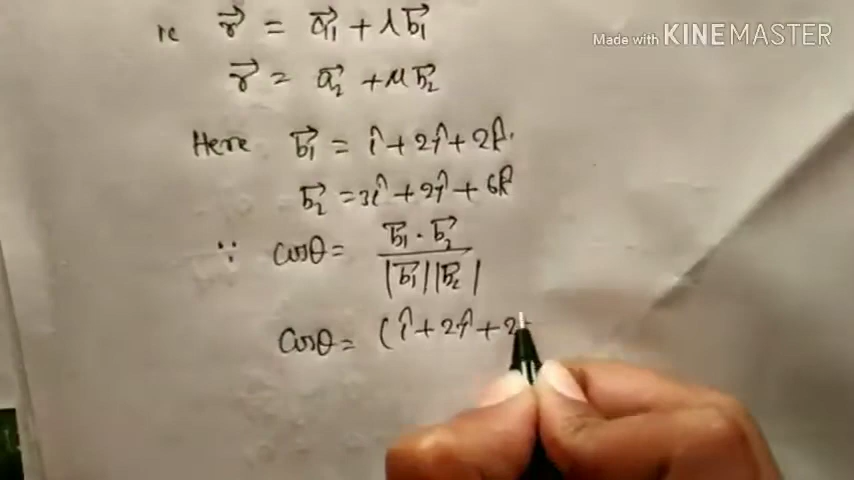 Made with KINEMASTER
ie r⃗ = a⃗₁ + λb⃗₁
r⃗ = a⃗₂ + μb⃗₂
Here b⃗₁ = î + 2ĵ + 2k̂.
b⃗₂ = 3î + 2ĵ + 6k̂
∵ cosθ = b⃗₁ · b⃗₂ / |b⃗₁| |b⃗₂|
cosθ = (î + 2ĵ + 2